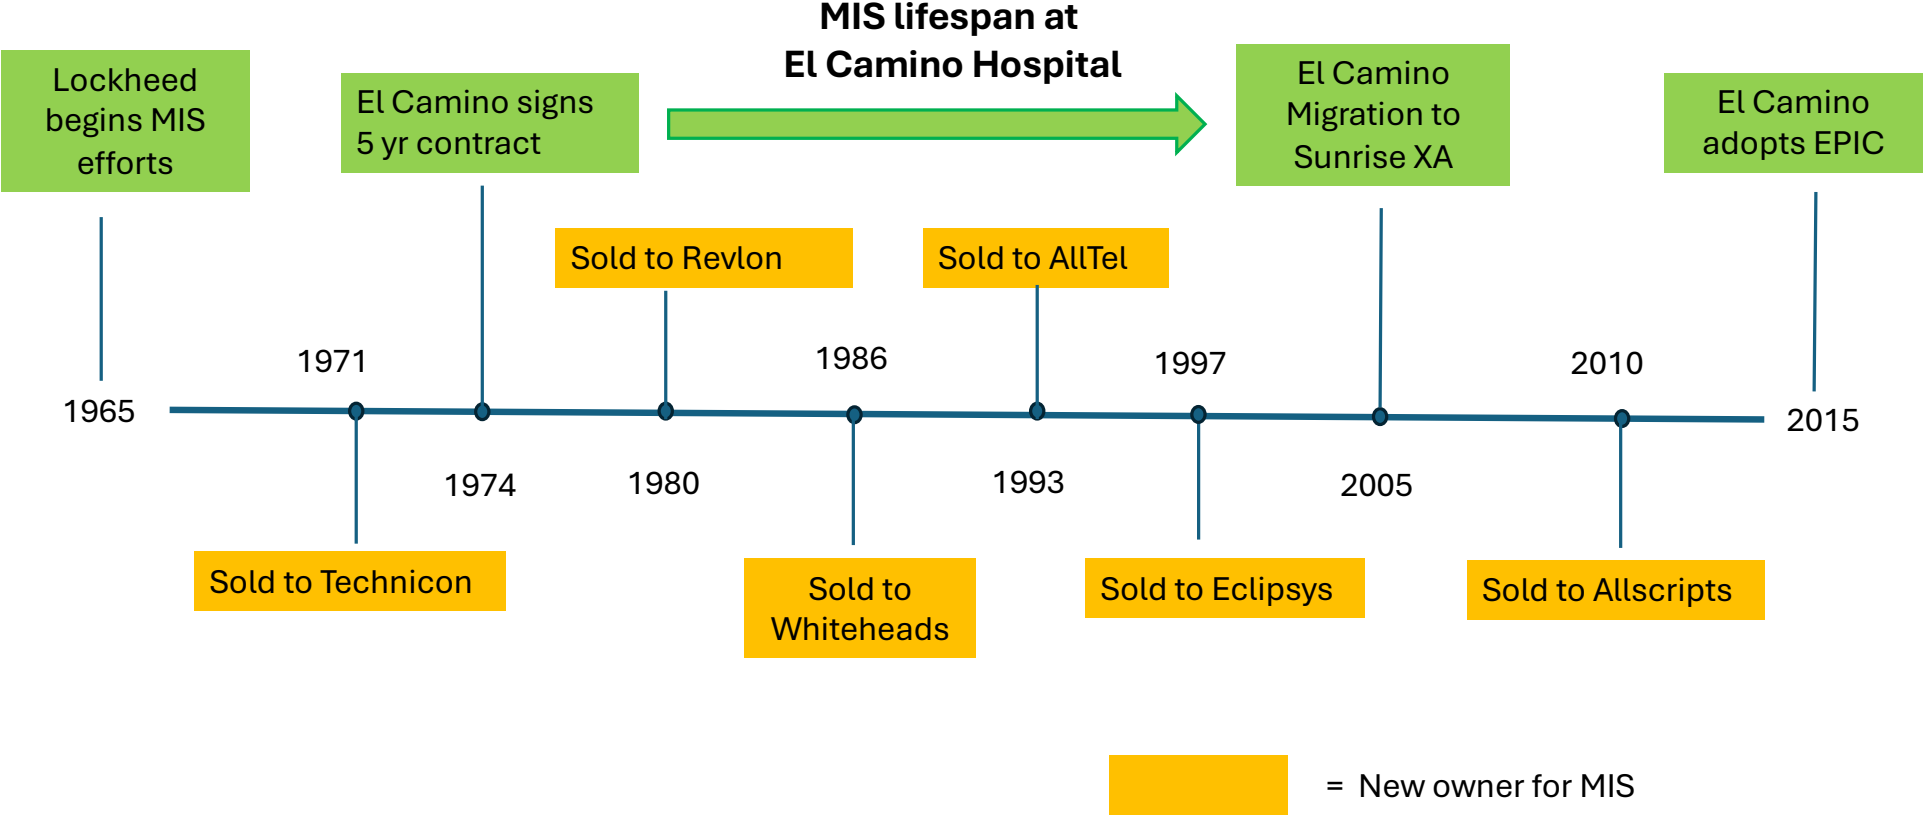 MIS lifespan at
El Camino Hospital
Lockheed
begins MIS
efforts
El Camino signs
5 yr contract
El Camino
Migration to
Sunrise XA
El Camino
adopts EPIC
Sold to Revlon
Sold to AllTel
1971
1986
1997
2010
1965
2015
1974
1980
1993
2005
Sold to Technicon
Sold to
Whiteheads
Sold to Eclipsys
Sold to Allscripts
= New owner for MIS